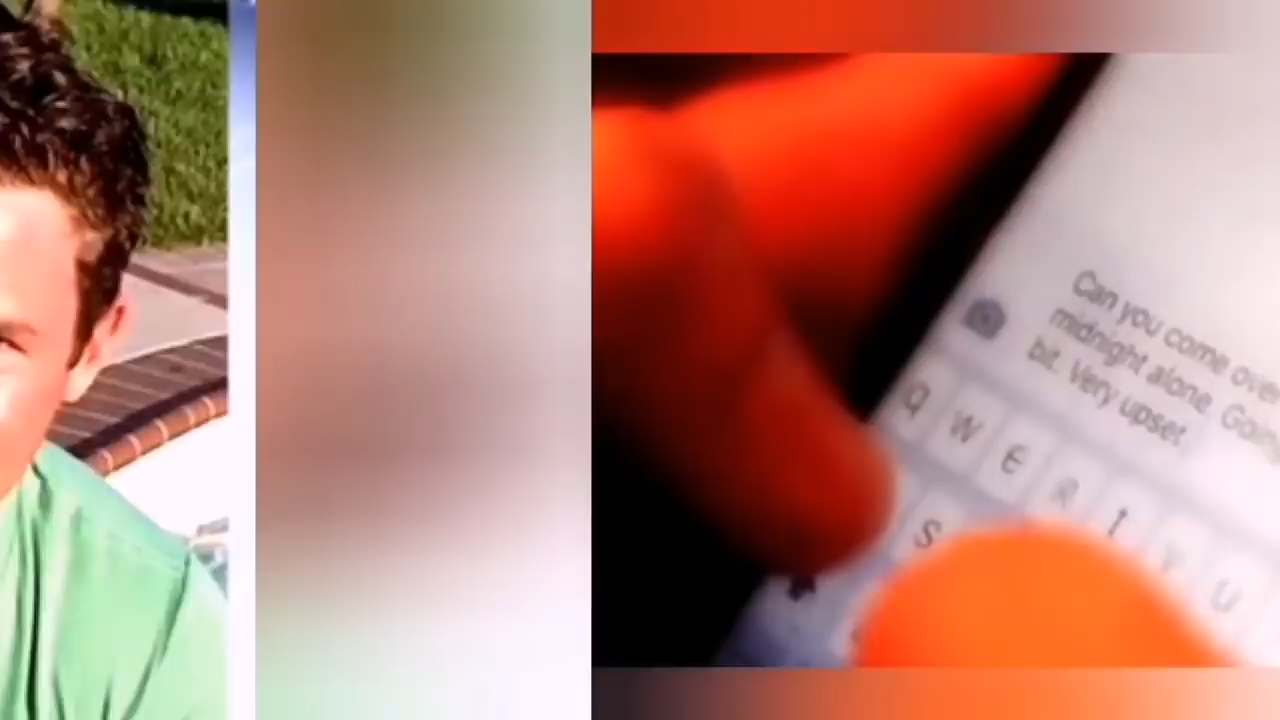 Can you come over
midnight alone. Going
bit. Very upset
q w e r t y u
s